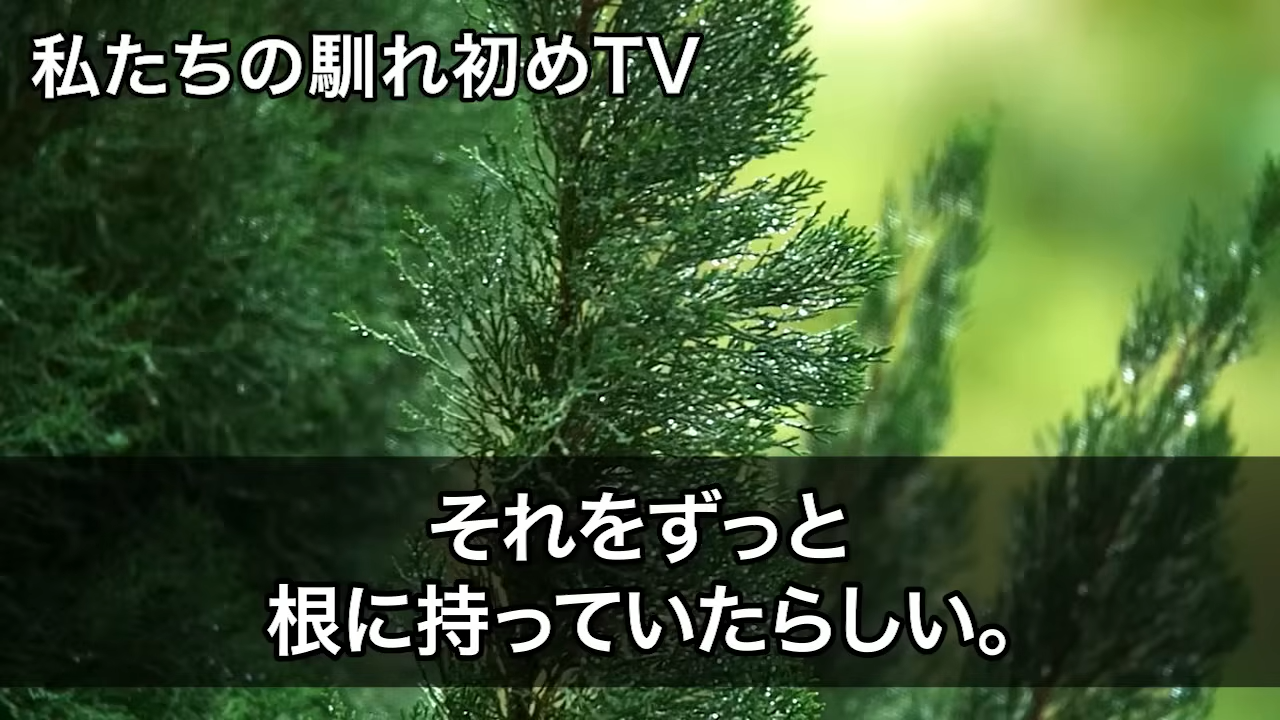 私たちの馴れ初めTV
それをずっと
根に持っていたらしい。